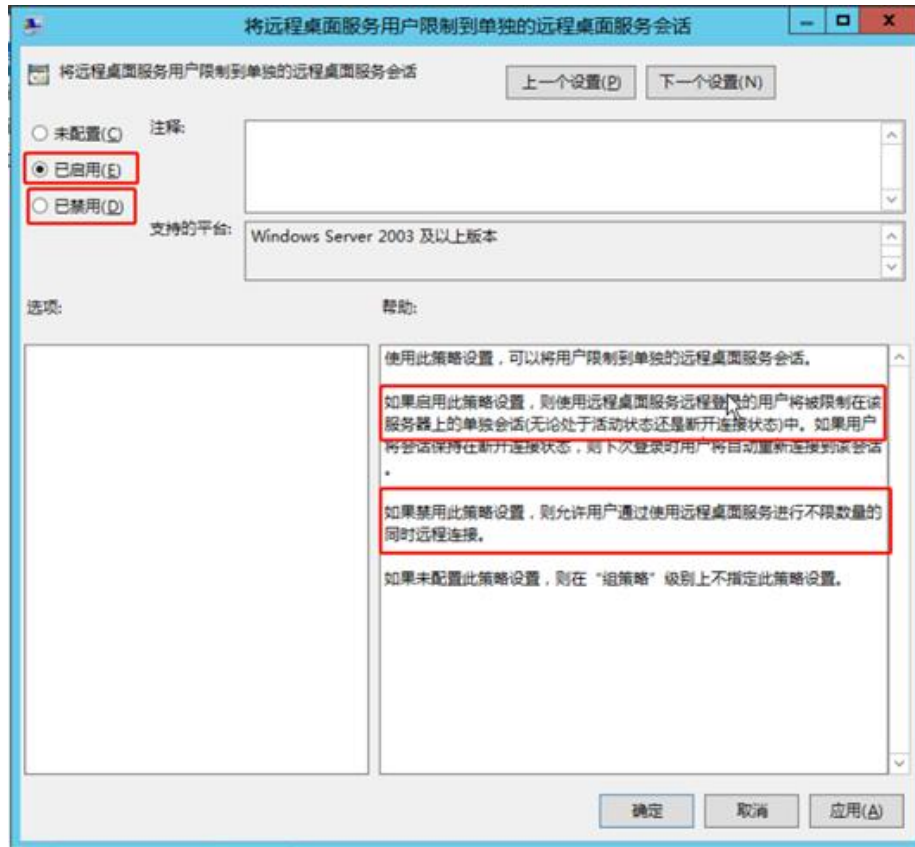 将远程桌面服务用户限制到单独的远程桌面服务会话
将远程桌面服务用户限制到单独的远程桌面服务会话
上一个设置(P)
下一个设置(N)
未配置(C)
注释:
已启用(E)
已禁用(D)
支持的平台:
Windows Server 2003 及以上版本
选项:
帮助:
使用此策略设置，可以将用户限制到单独的远程桌面服务会话。
如果启用此策略设置，则使用远程桌面服务远程登录的用户将被限制在该
服务器上的单独会话(无论处于活动状态还是断开连接状态)中。如果用户
将会话保持在断开连接状态，则下次登录时用户将自动重新连接到该会话
。
如果禁用此策略设置，则允许用户通过使用远程桌面服务进行不限数量的
同时远程连接。
如果未配置此策略设置，则在“组策略”级别上不指定此策略设置。
确定
取消
应用(A)